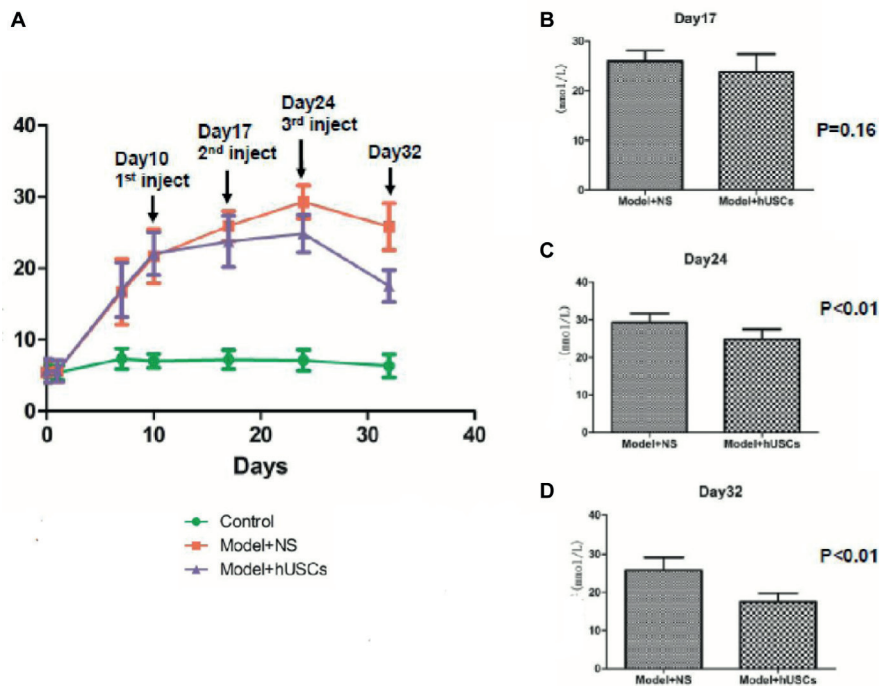 A
Day10
1st inject
Day17
2nd inject
Day24
3rd inject
Day32
40
30
20
10
0
0
10
20
30
40
Days
Control
Model+NS
Model+hUSCs
B
Day17
(mmol/L)
30
20
10
0
Model+NS
Model+hUSCs
P=0.16
C
Day24
(mmol/L)
40
30
20
10
0
Model+NS
Model+hUSCs
P<0.01
D
Day32
(mmol/L)
40
30
20
10
0
Model+NS
Model+hUSCs
P<0.01